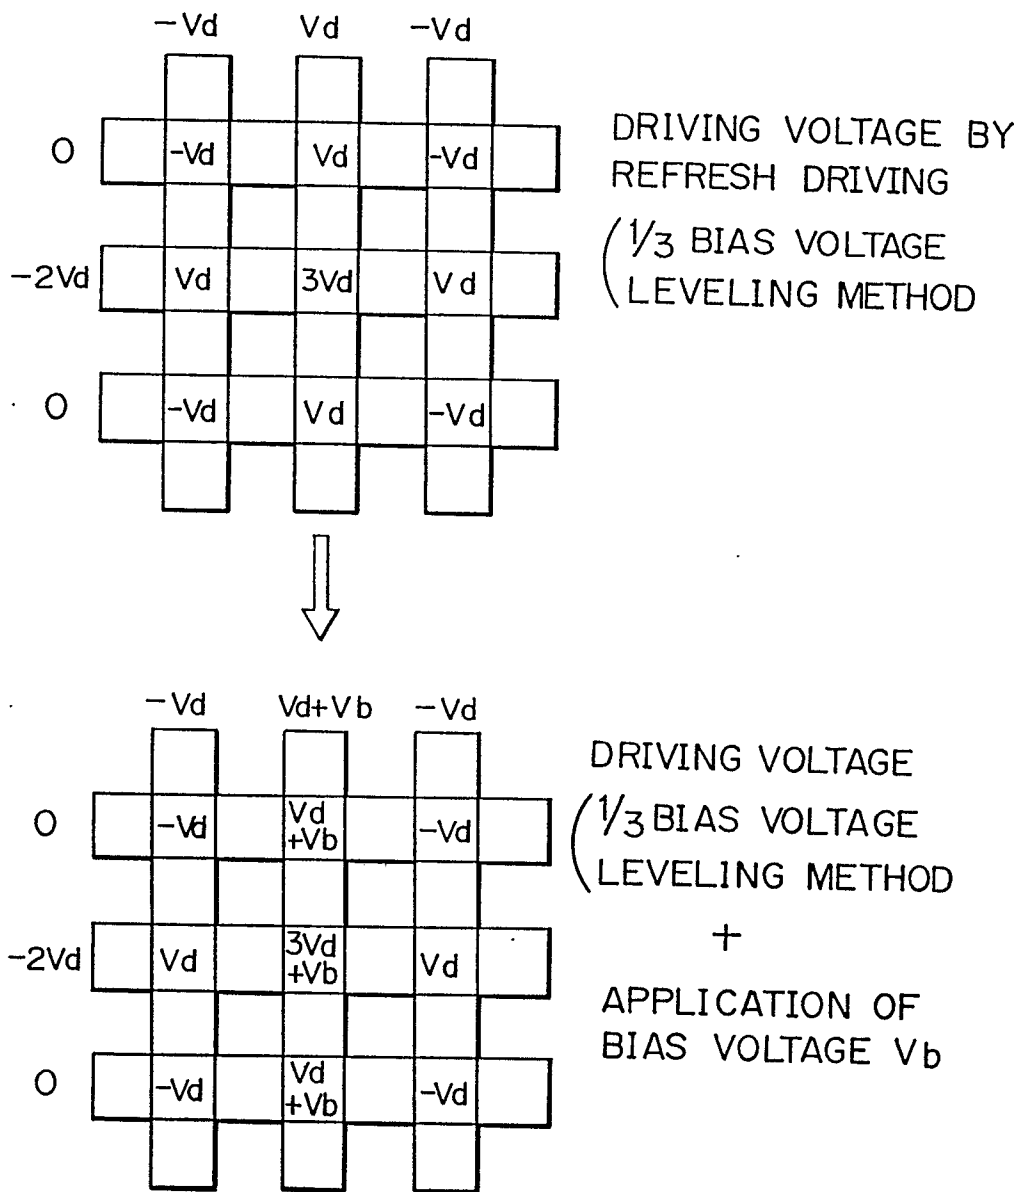 -Vd Vd -Vd
0 -Vd Vd -Vd
-2Vd Vd 3Vd Vd
0 -Vd Vd -Vd
DRIVING VOLTAGE BY
REFRESH DRIVING
(1/3 BIAS VOLTAGE
LEVELING METHOD
-Vd Vd+Vb -Vd
0 -Vd Vd
+Vb -Vd
-2Vd Vd 3Vd
+Vb Vd
0 -Vd Vd
+Vb -Vd
DRIVING VOLTAGE
(1/3 BIAS VOLTAGE
LEVELING METHOD
+
APPLICATION OF
BIAS VOLTAGE Vb